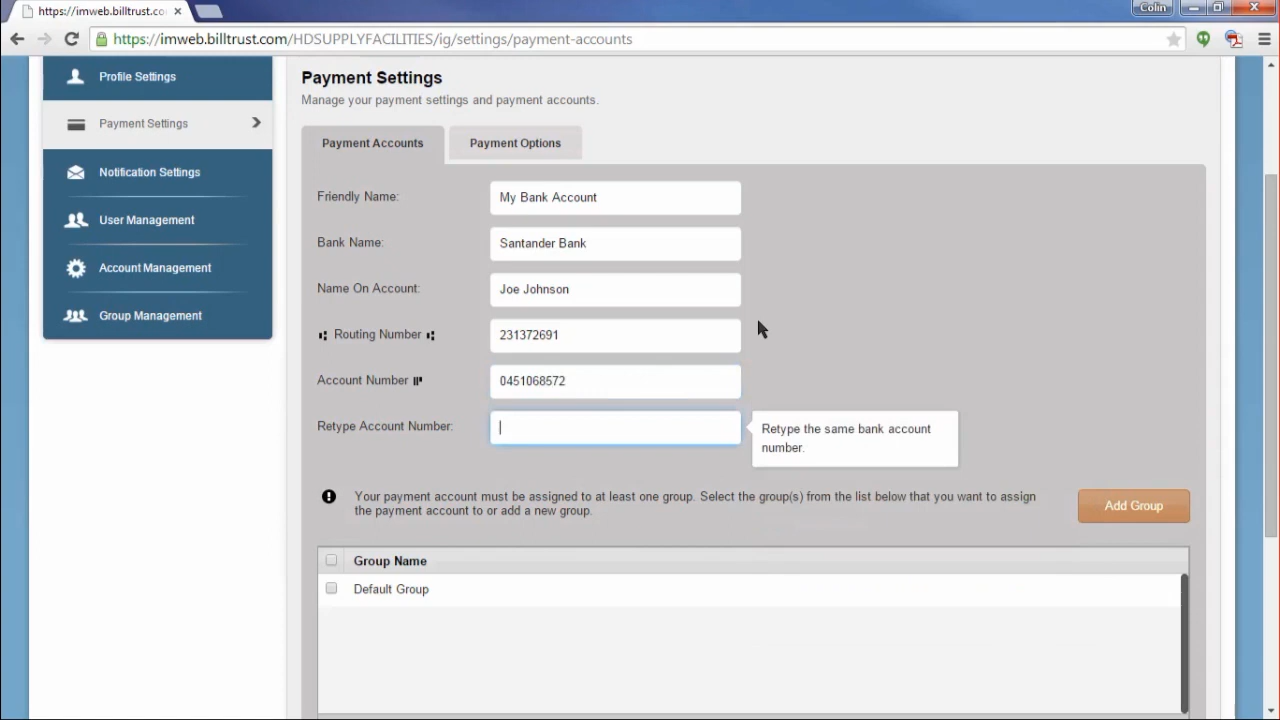 https://imweb.billtrust.co
Colin
https://imweb.billtrust.com/HDSUPPLYFACILITIES/ig/settings/payment-accounts
Profile Settings
Payment Settings
Notification Settings
User Management
Account Management
Group Management
Payment Settings
Manage your payment settings and payment accounts.
Payment Accounts
Payment Options
Friendly Name:
My Bank Account
Bank Name:
Santander Bank
Name On Account:
Joe Johnson
Routing Number
231372691
Account Number
0451068572
Retype Account Number:
Retype the same bank account
number.
Your payment account must be assigned to at least one group. Select the group(s) from the list below that you want to assign
the payment account to or add a new group.
Add Group
Group Name
Default Group